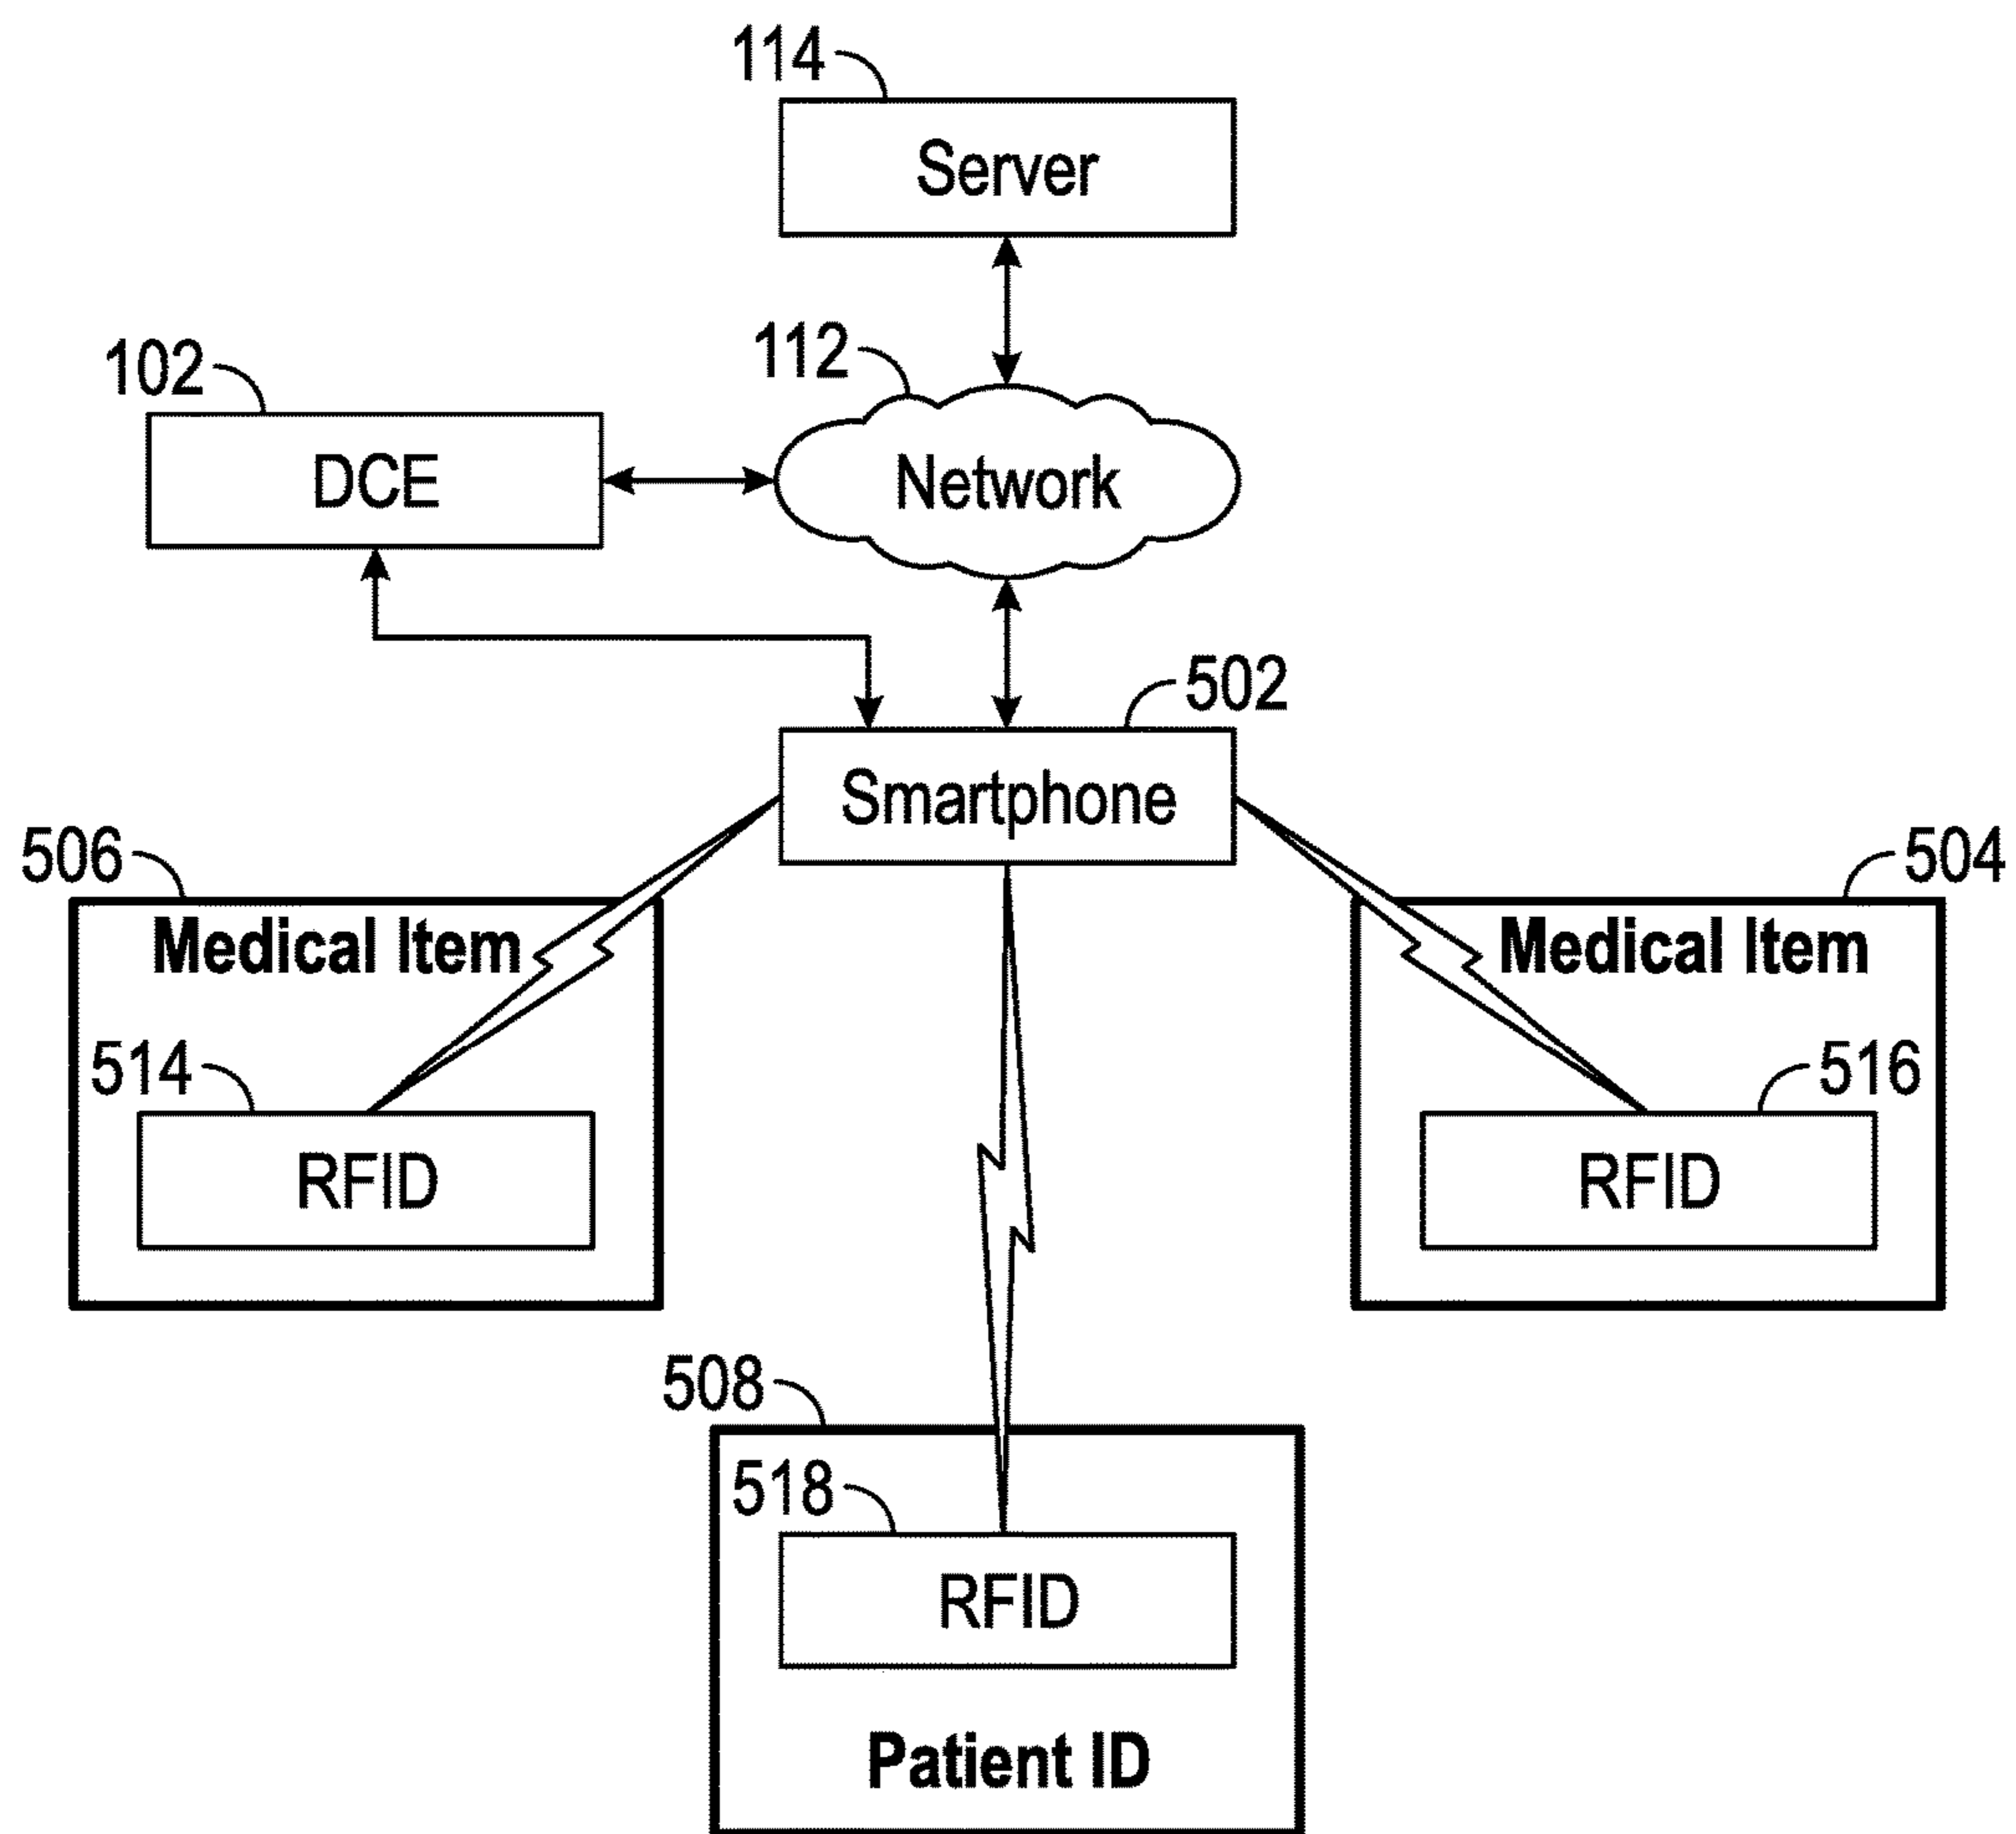 114
Server
112
102
Network
DCE
502
Smartphone
506
504
Medical Item
Medical Item
514
516
RFID
RFID
508
518
RFID
Patient ID